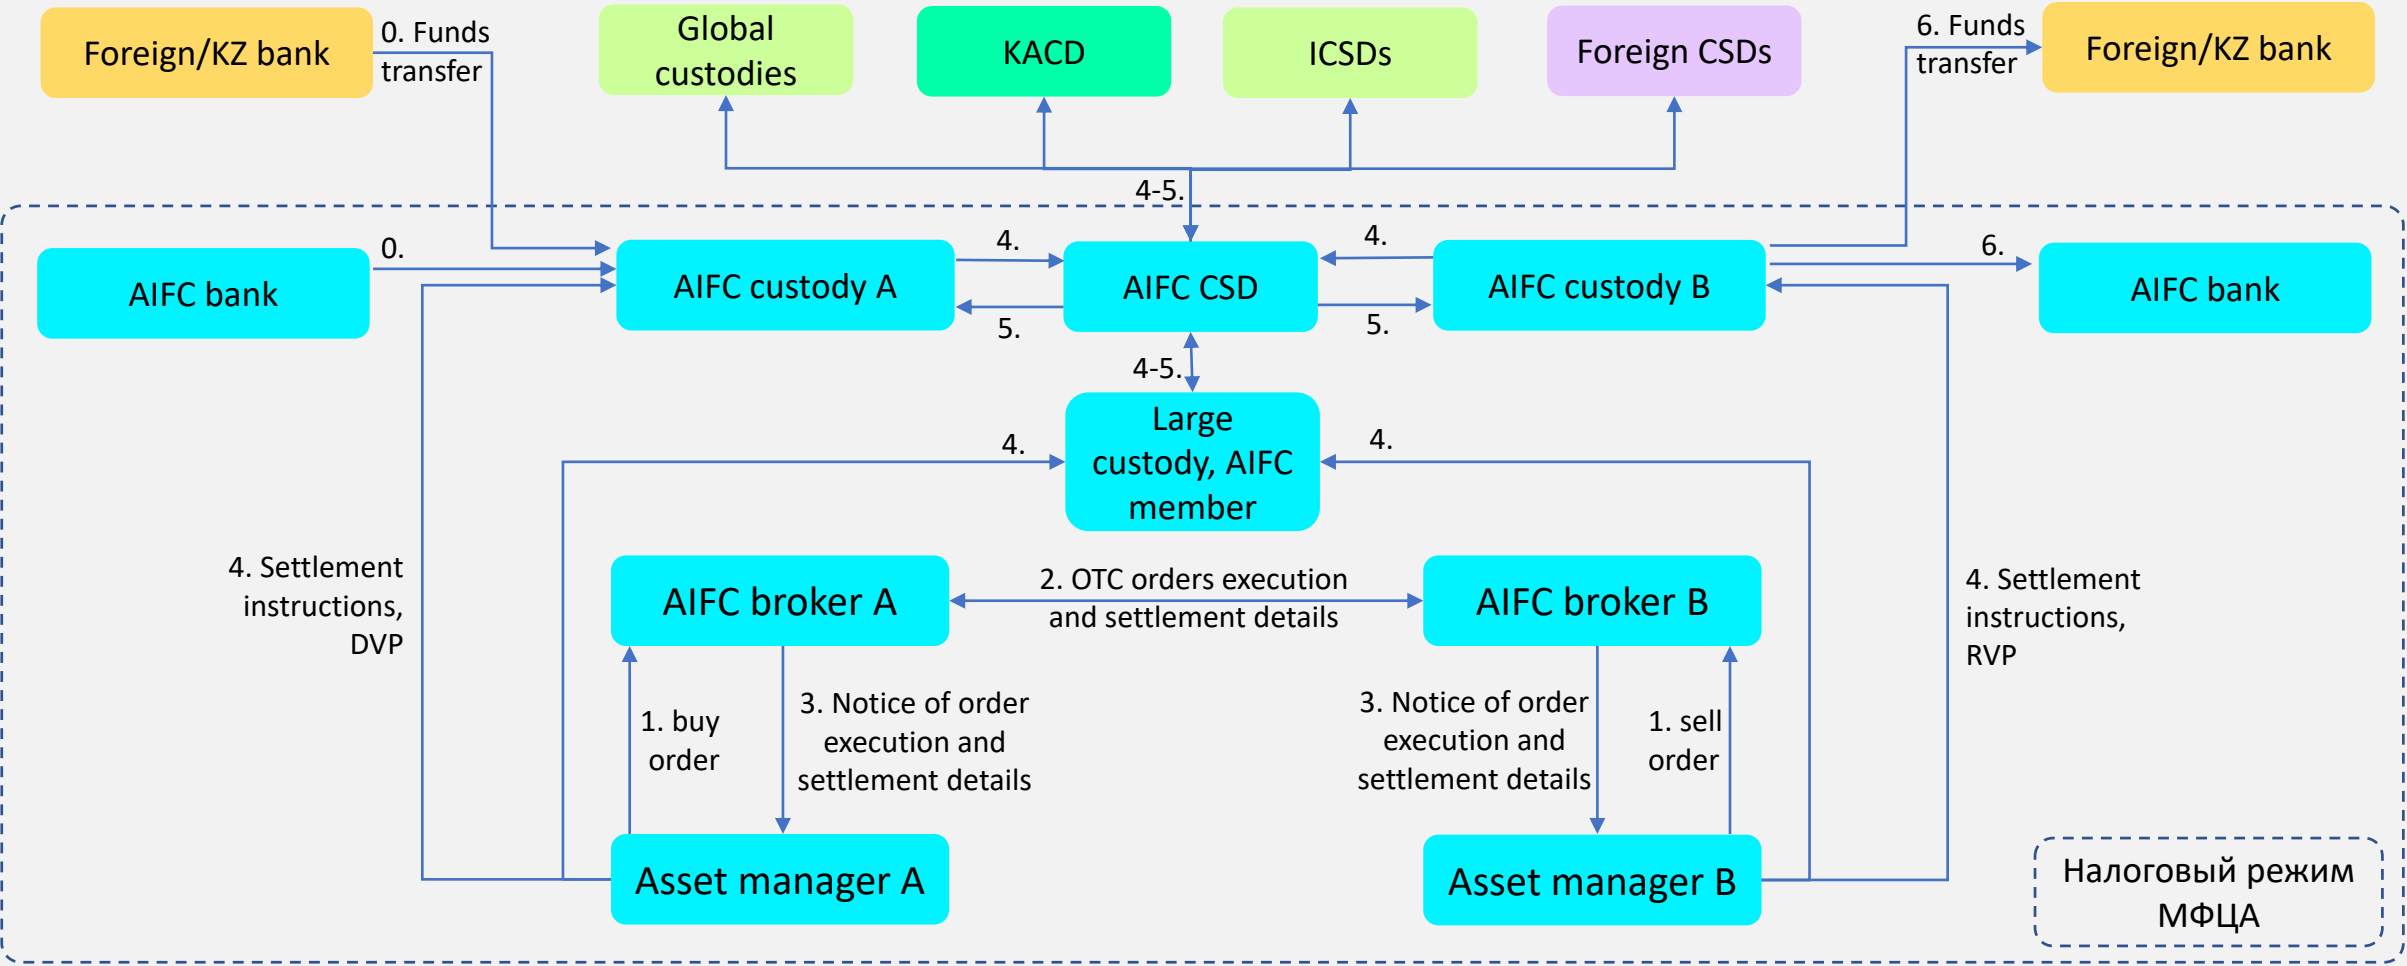 Foreign/KZ bank
0. Funds
transfer
Global
custodies
KACD
ICSDs
Foreign CSDs
6. Funds
transfer
Foreign/KZ bank
4-5.
AIFC bank
0.
AIFC custody A
4.
5.
AIFC CSD
4.
5.
AIFC custody B
6.
AIFC bank
4-5.
Large
custody, AIFC
member
4.
4.
4. Settlement
instructions,
DVP
AIFC broker A
2. OTC orders execution
and settlement details
AIFC broker B
4. Settlement
instructions,
RVP
1. buy
order
3. Notice of order
execution and
settlement details
3. Notice of order
execution and
settlement details
1. sell
order
Asset manager A
Asset manager B
Налоговый режим
МФЦА